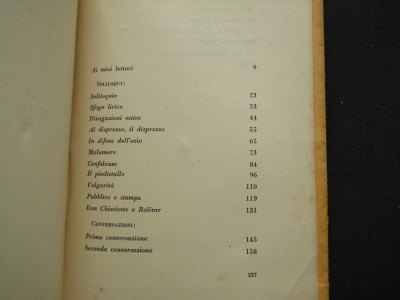 Ai miei lettori 9
SOLILOQUI:
Soliloquio 23
Sfogo lirico 33
Divagazioni estive 44
Al disprezzo, il disprezzo 55
In difesa dell'ozio 65
Malumore 73
Confidenze 84
Il piedistallo 96
Volgarità 110
Pubblico e stampa 119
Don Chisciotte e Bolivar 131
CONVERSAZIONI:
Prima conversazione 145
Seconda conversazione 158
237